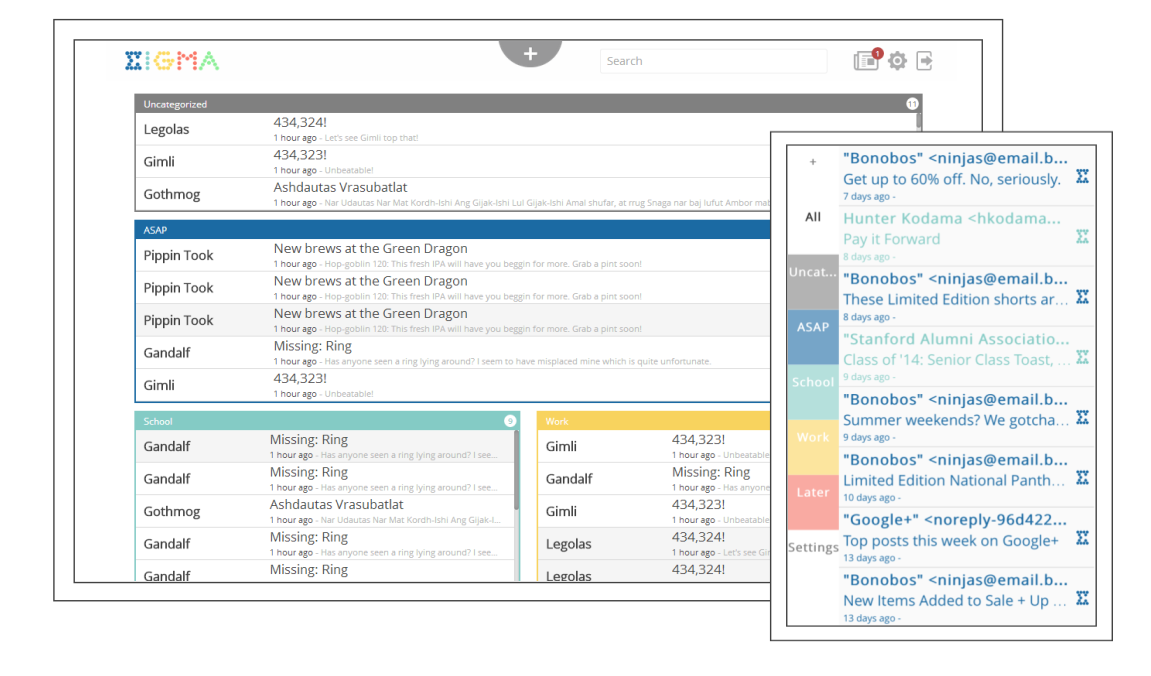 ΣIGMA
+
Search
1
Uncategorized
11
Legolas
434,324!
1 hour ago - Let's see Gimli top that!
Gimli
434,323!
1 hour ago - Unbeatable!
Gothmog
Ashdautas Vrasubatlat
1 hour ago - Nar Udautas Nar Mat Kordh-Ishi Ang Gijak-Ishi Lul Gijak-Ishi Amal shufar, at rrug Snaga nar baj lufut Ambor mat
ASAP
Pippin Took
New brews at the Green Dragon
1 hour ago - Hop-goblin 120: This fresh IPA will have you beggin for more. Grab a pint soon!
Pippin Took
New brews at the Green Dragon
1 hour ago - Hop-goblin 120: This fresh IPA will have you beggin for more. Grab a pint soon!
Pippin Took
New brews at the Green Dragon
1 hour ago - Hop-goblin 120: This fresh IPA will have you beggin for more. Grab a pint soon!
Gandalf
Missing: Ring
1 hour ago - Has anyone seen a ring lying around? I seem to have misplaced mine which is quite unfortunate.
Gimli
434,323!
1 hour ago - Unbeatable!
School
9
Gandalf
Missing: Ring
1 hour ago - Has anyone seen a ring lying around? I see...
Gandalf
Missing: Ring
1 hour ago - Has anyone seen a ring lying around? I see...
Gothmog
Ashdautas Vrasubatlat
1 hour ago - Nar Udautas Nar Mat Kordh-Ishi Ang Gijak-I...
Gandalf
Missing: Ring
1 hour ago - Has anyone seen a ring lying around? I see...
Gandalf
Missing: Ring
Work
Gimli
434,323!
1 hour ago - Unbeatable
Gandalf
Missing: Ring
1 hour ago - Has anyone
Gimli
434,323!
1 hour ago - Unbeatable
Legolas
434,324!
1 hour ago - Let's see Gi
Legolas
434,324!
+
All
Uncat...
ASAP
School
Work
Later
Settings
"Bonobos" <ninjas@email.b...
Get up to 60% off. No, seriously.
7 days ago -
Hunter Kodama <hkodama...
Pay it Forward
8 days ago -
"Bonobos" <ninjas@email.b...
These Limited Edition shorts ar...
8 days ago -
"Stanford Alumni Associatio...
Class of '14: Senior Class Toast, ...
9 days ago -
"Bonobos" <ninjas@email.b...
Summer weekends? We gotcha...
9 days ago -
"Bonobos" <ninjas@email.b...
Limited Edition National Panth...
10 days ago -
"Google+" <noreply-96d422...
Top posts this week on Google+
13 days ago -
"Bonobos" <ninjas@email.b...
New Items Added to Sale + Up ...
13 days ago -